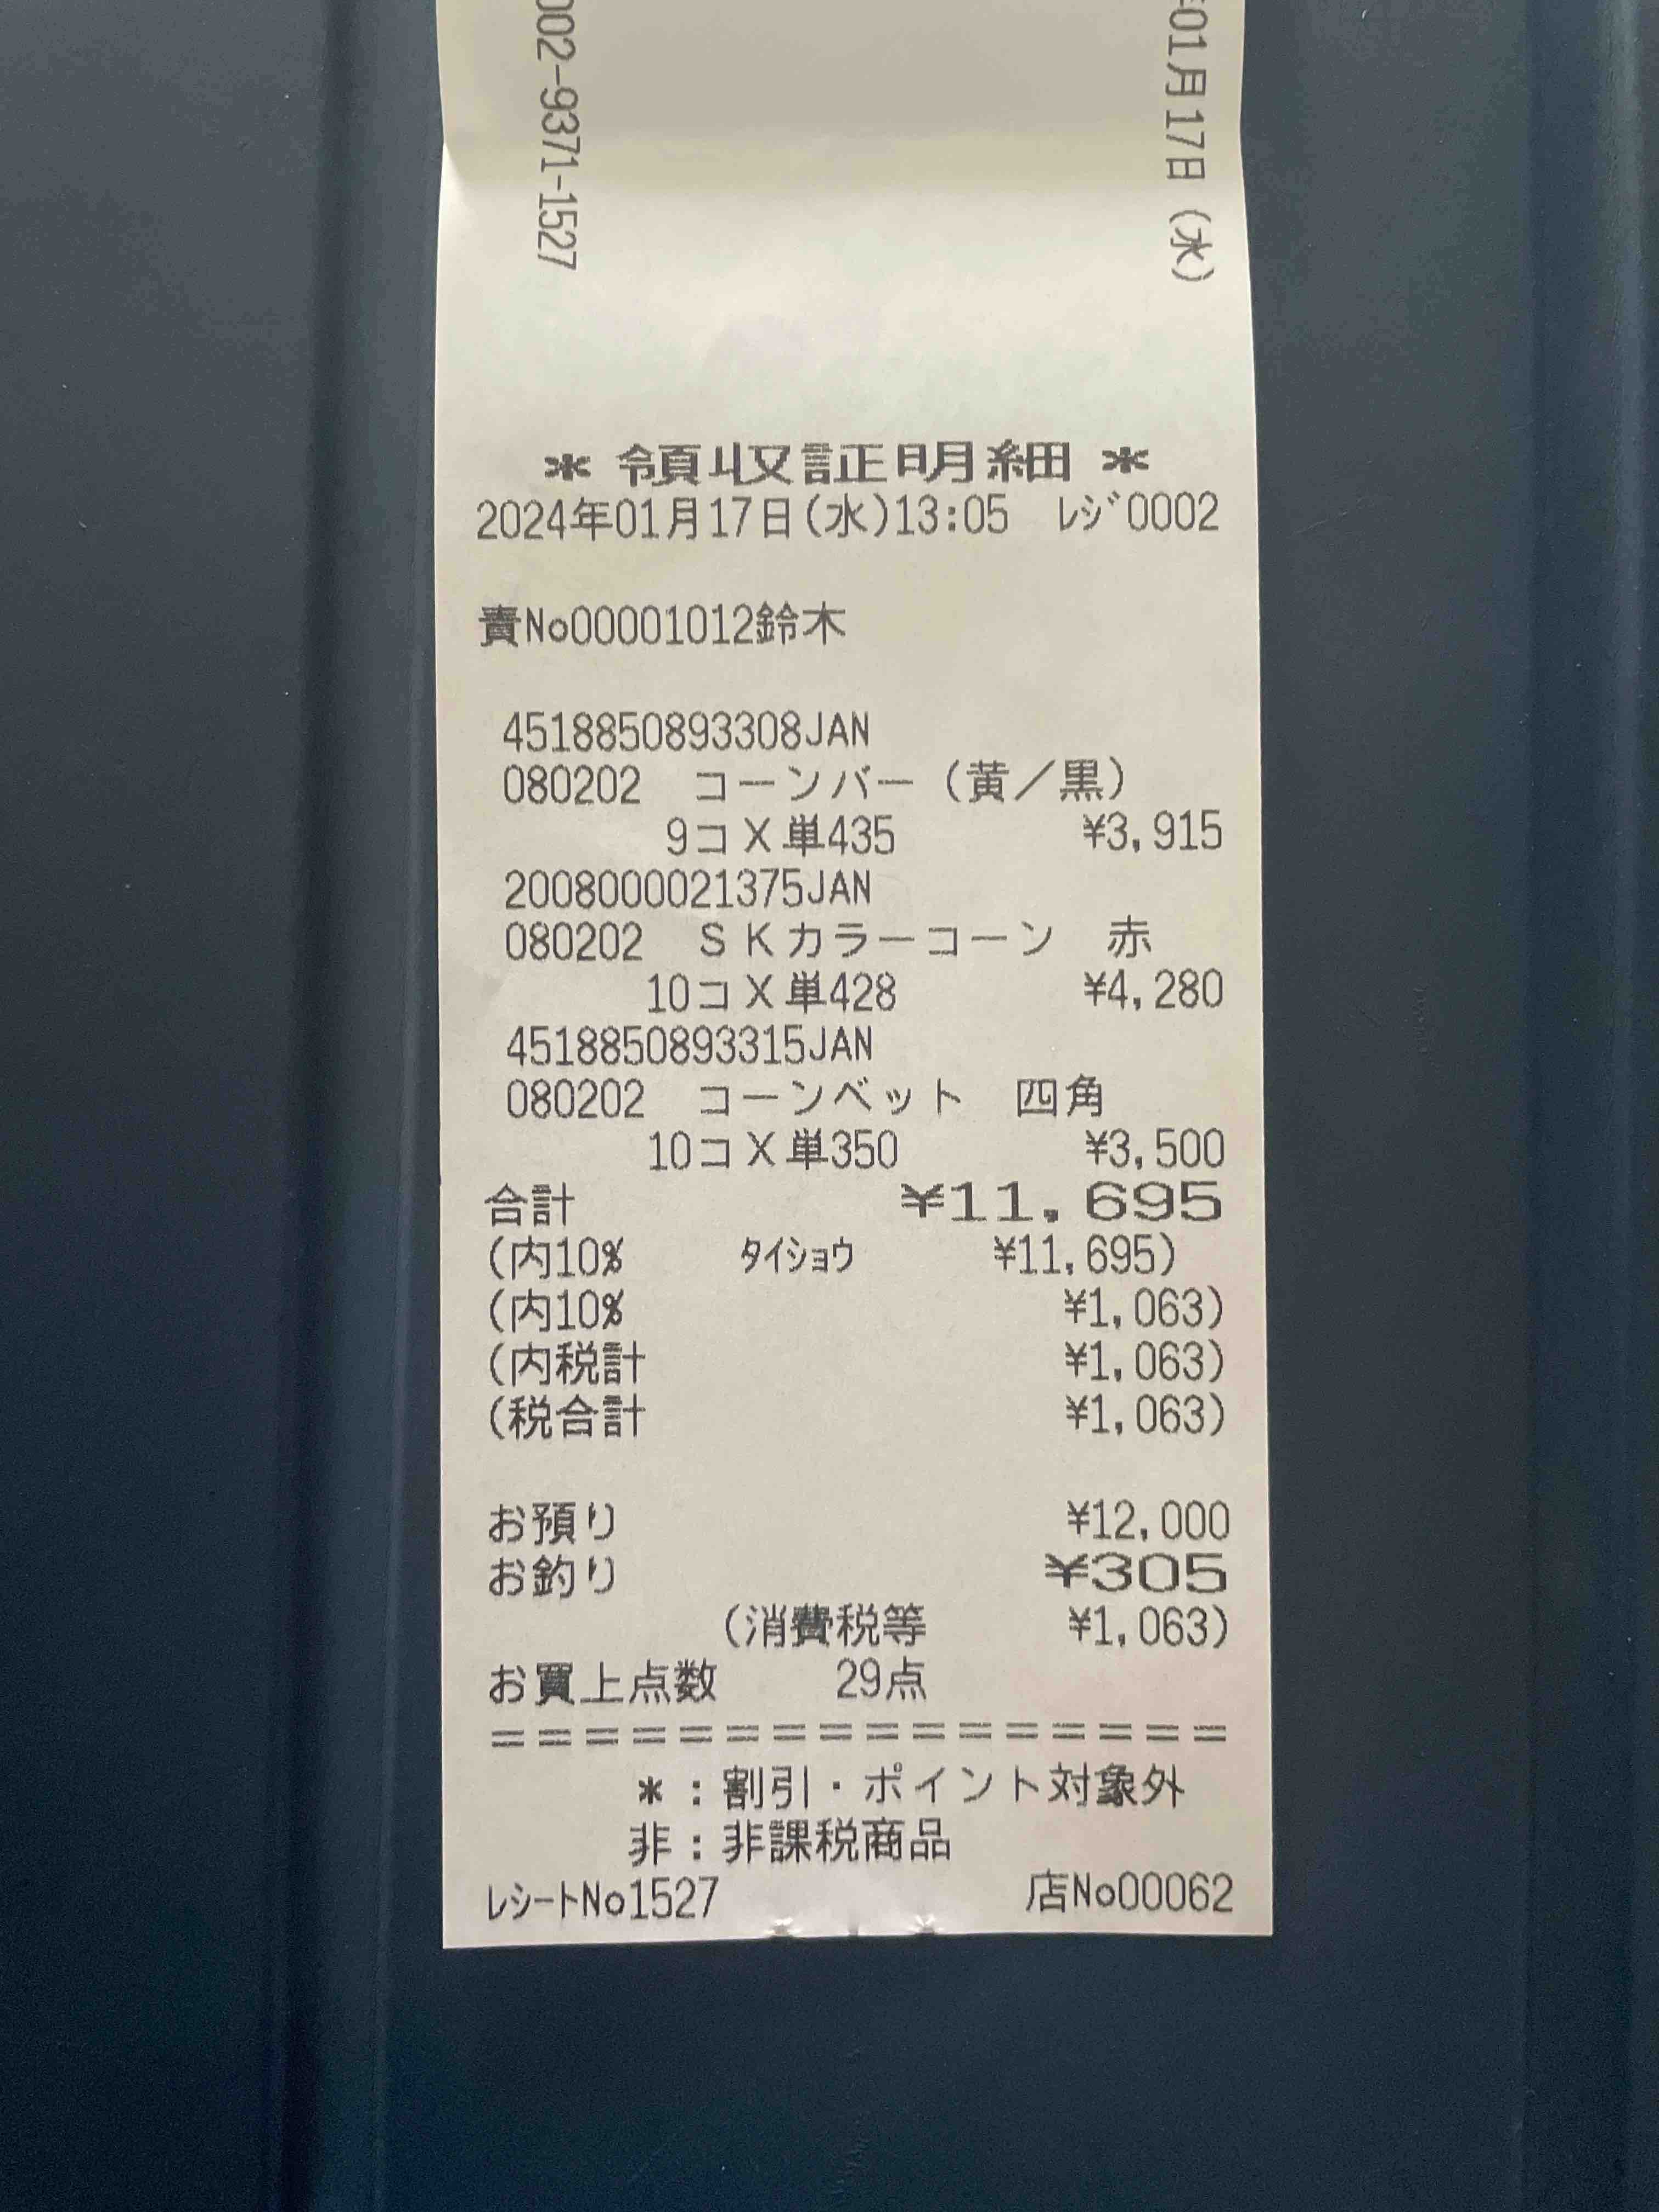 002-9371-1527
01月17日（水）
＊領収証明細＊
2024年01月17日(水)13:05 ﾚｼﾞ0002
責No00001012鈴木
4518850893308JAN
080202 コーンバー（黄／黒）
9コX単435 ¥3,915
2008000021375JAN
080202 ＳＫカラーコーン 赤
10コX単428 ¥4,280
4518850893315JAN
080202 コーンベット 四角
10コX単350 ¥3,500
合計 ¥11,695
(内10% ﾀｲｼｮｳ ¥11,695)
(内10% ¥1,063)
(内税計 ¥1,063)
(税合計 ¥1,063)
お預り ¥12,000
お釣り ¥305
(消費税等 ¥1,063)
お買上点数 29点
================
＊：割引・ポイント対象外
非：非課税商品
ﾚｼｰﾄNo1527 店No00062